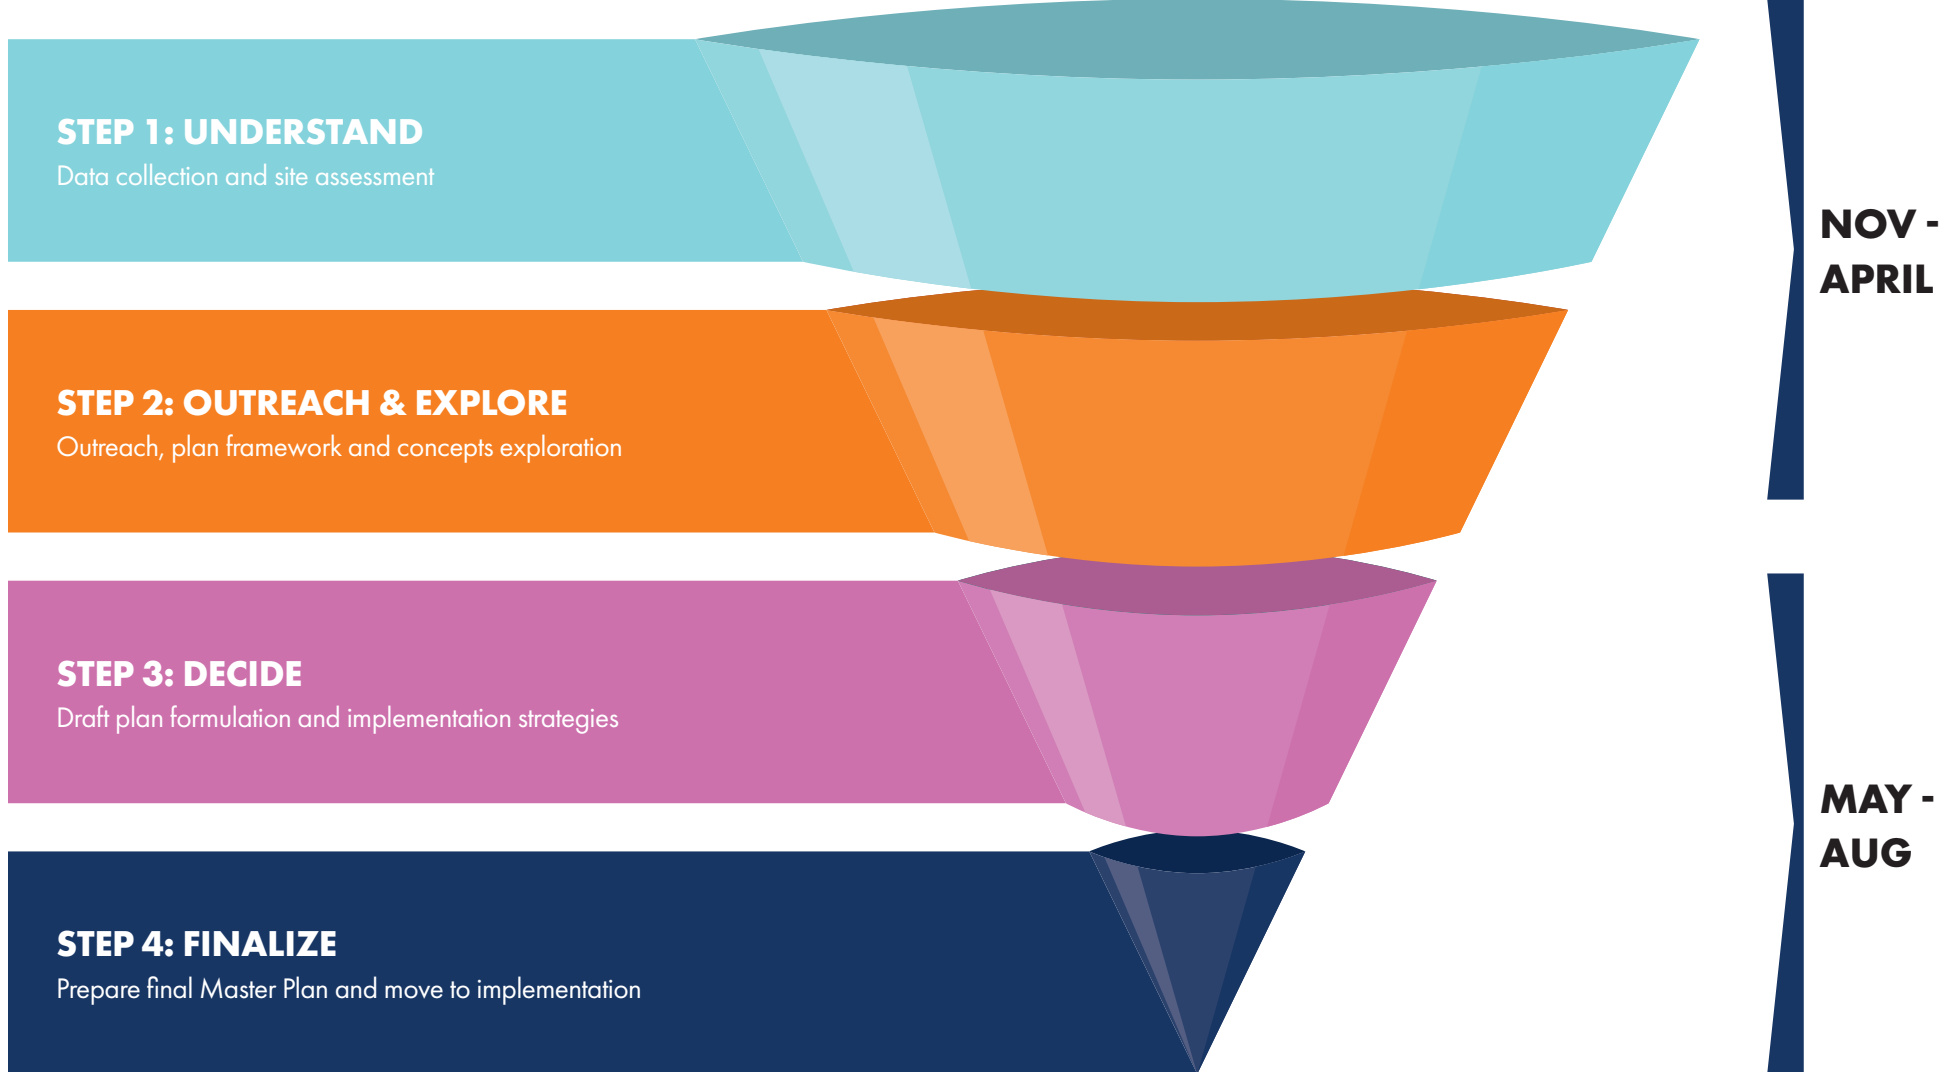 STEP 1: UNDERSTAND
Data collection and site assessment
NOV -
APRIL
STEP 2: OUTREACH & EXPLORE
Outreach, plan framework and concepts exploration
STEP 3: DECIDE
Draft plan formulation and implementation strategies
MAY -
AUG
STEP 4: FINALIZE
Prepare final Master Plan and move to implementation